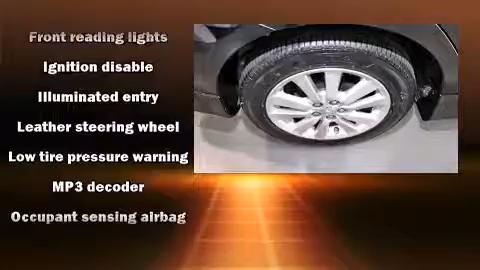 Front reading lights
Ignition disable
Illuminated entry
Leather steering wheel
Low tire pressure warning
MP3 decoder
Occupant sensing airbag